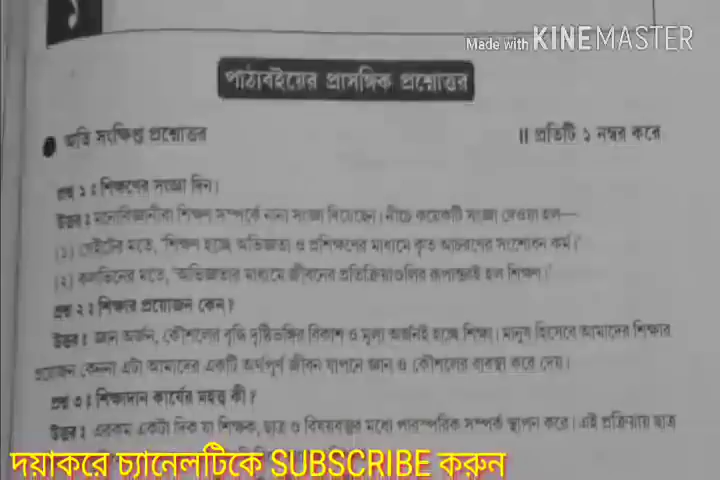 ১
Made with KINEMASTER
পাঠ্যবইয়ের প্রাসঙ্গিক প্রশ্নোত্তর
অতি সংক্ষিপ্ত প্রশ্নোত্তর
॥ প্রতিটি ১ নম্বর করে
প্রশ্ন ১ : শিক্ষণের সংজ্ঞা দিন।
উত্তর : মনোবিজ্ঞানীরা শিক্ষণ সম্পর্কে নানা সংজ্ঞা দিয়েছেন। নীচে কয়েকটি সংজ্ঞা দেওয়া হল—
(১) গেইটের মতে, 'শিক্ষণ হচ্ছে অভিজ্ঞতা ও প্রশিক্ষণের মাধ্যমে কৃত আচরণের সংশোধন কর্ম।'
(২) কলভিনের মতে, 'অভিজ্ঞতার মাধ্যমে জীবনের প্রতিক্রিয়াগুলির রূপান্তরই হল শিক্ষণ।'
প্রশ্ন ২ : শিক্ষার প্রয়োজন কেন?
উত্তর : জ্ঞান অর্জন, কৌশলের বৃদ্ধি দৃষ্টিভঙ্গির বিকাশ ও মূল্য অর্জনই হচ্ছে শিক্ষা। মানুষ হিসেবে আমাদের শিক্ষার
প্রয়োজন কেননা এটা আমাদের একটি অর্থপূর্ণ জীবন যাপনে জ্ঞান ও কৌশলের ব্যবস্থা করে দেয়।
প্রশ্ন ৩ : শিক্ষাদান কার্যের মহত্ব কী?
উত্তর : এরকম একটা দিক যা শিক্ষক, ছাত্র ও বিষয়বস্তুর মধ্যে পারস্পরিক সম্পর্ক স্থাপন করে। এই প্রক্রিয়ায় ছাত্র
দয়াকরে চ্যানেলটিকে SUBSCRIBE করুন